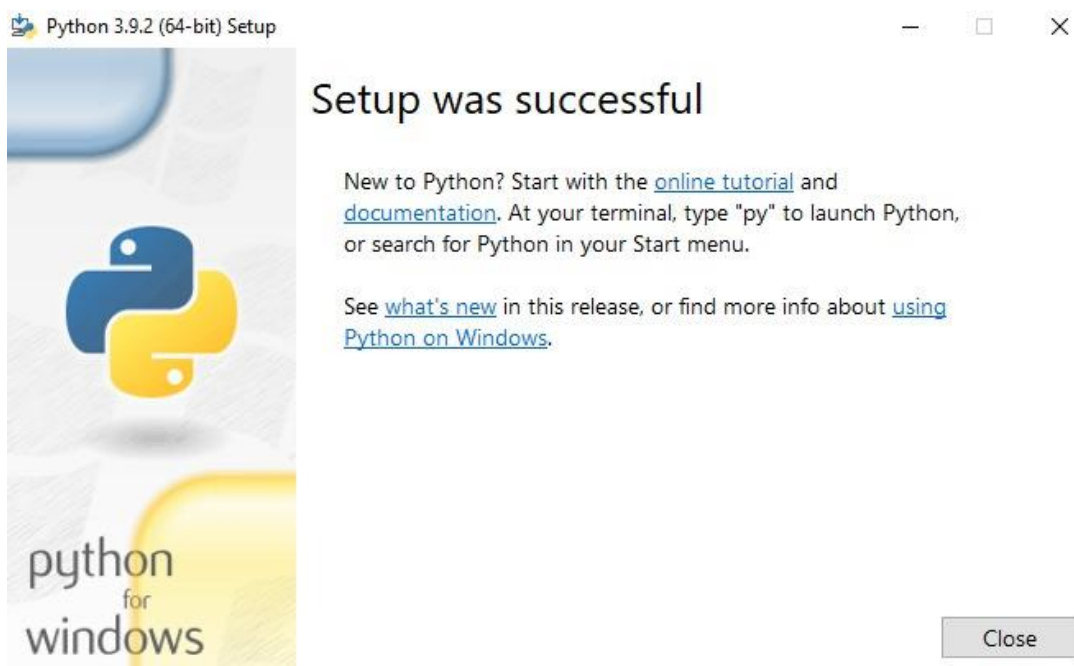 Python 3.9.2 (64-bit) Setup
Setup was successful
New to Python? Start with the online tutorial and
documentation. At your terminal, type "py" to launch Python,
or search for Python in your Start menu.
See what's new in this release, or find more info about using
Python on Windows.
python
for
windows
Close